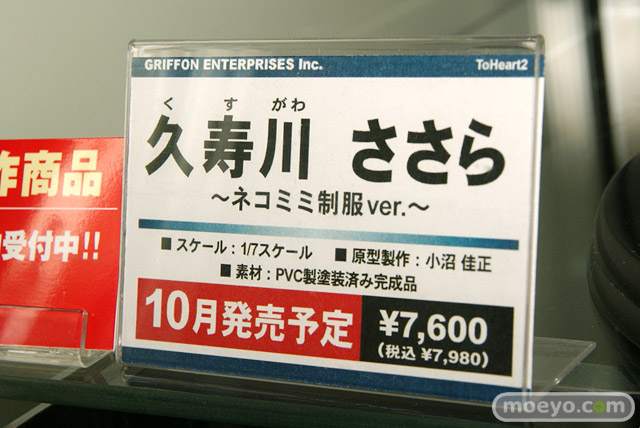 GRIFFON ENTERPRISES Inc. ToHeart2
くすがわ
久寿川 ささら
～ネコミミ制服ver.～
■スケール：1/7スケール ■原型製作：小沼 佳正
■素材：PVC製塗装済み完成品
10月発売予定 ¥7,600
(税込 ¥7,980)
作商品
受付中!!
moeyo.com